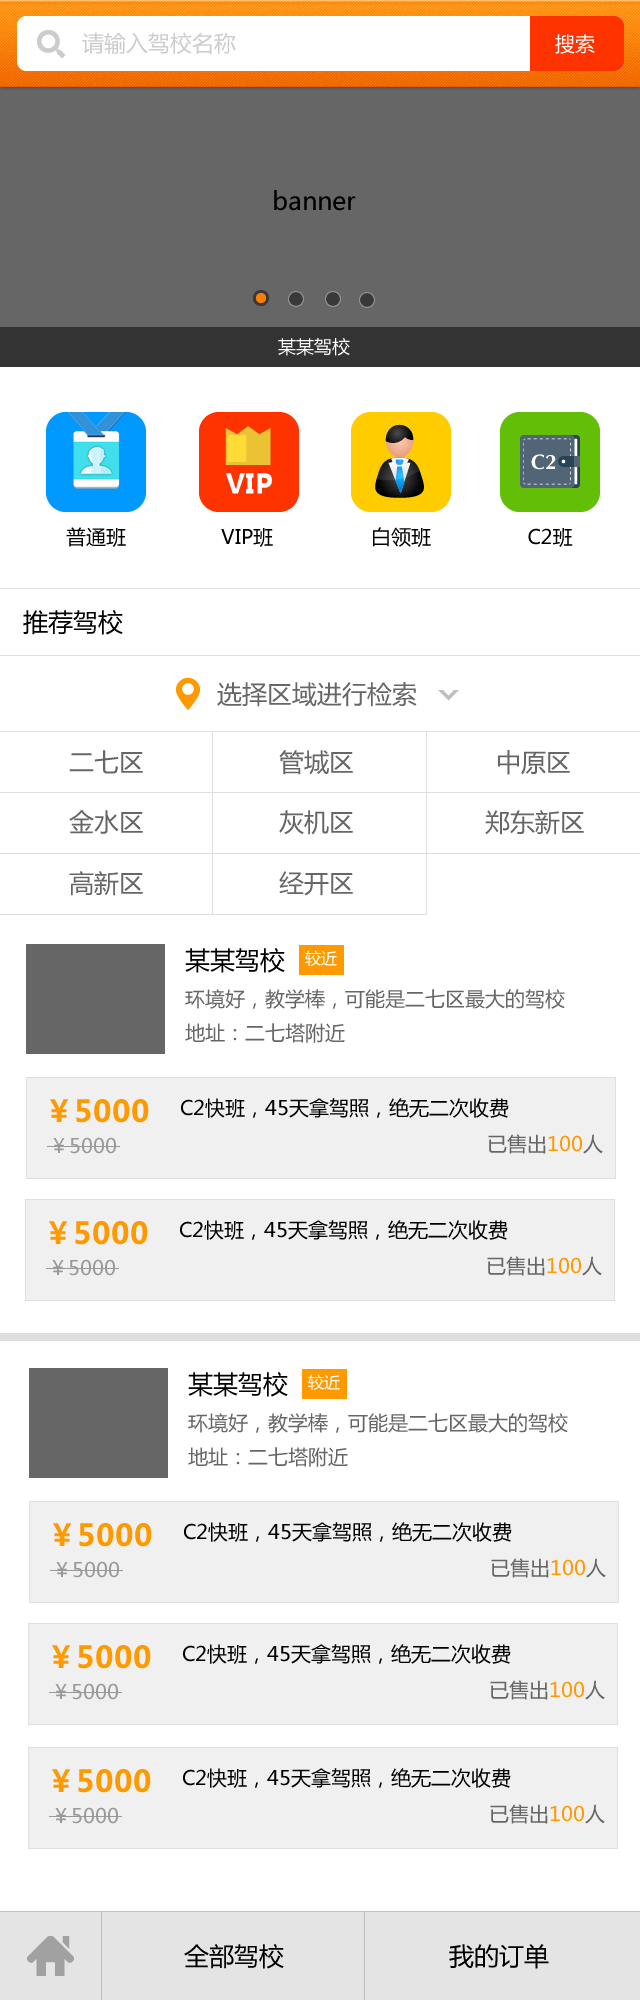 请输入驾校名称
搜索
banner
某某驾校
VIP
C2
普通班
VIP班
白领班
C2班
推荐驾校
选择区域进行检索
二七区
管城区
中原区
金水区
灰机区
郑东新区
高新区
经开区
某某驾校
较近
环境好，教学棒，可能是二七区最大的驾校
地址：二七塔附近
¥5000
C2快班，45天拿驾照，绝无二次收费
¥5000
已售出100人
¥5000
C2快班，45天拿驾照，绝无二次收费
¥5000
已售出100人
某某驾校
较近
环境好，教学棒，可能是二七区最大的驾校
地址：二七塔附近
¥5000
C2快班，45天拿驾照，绝无二次收费
¥5000
已售出100人
¥5000
C2快班，45天拿驾照，绝无二次收费
¥5000
已售出100人
¥5000
C2快班，45天拿驾照，绝无二次收费
¥5000
已售出100人
全部驾校
我的订单